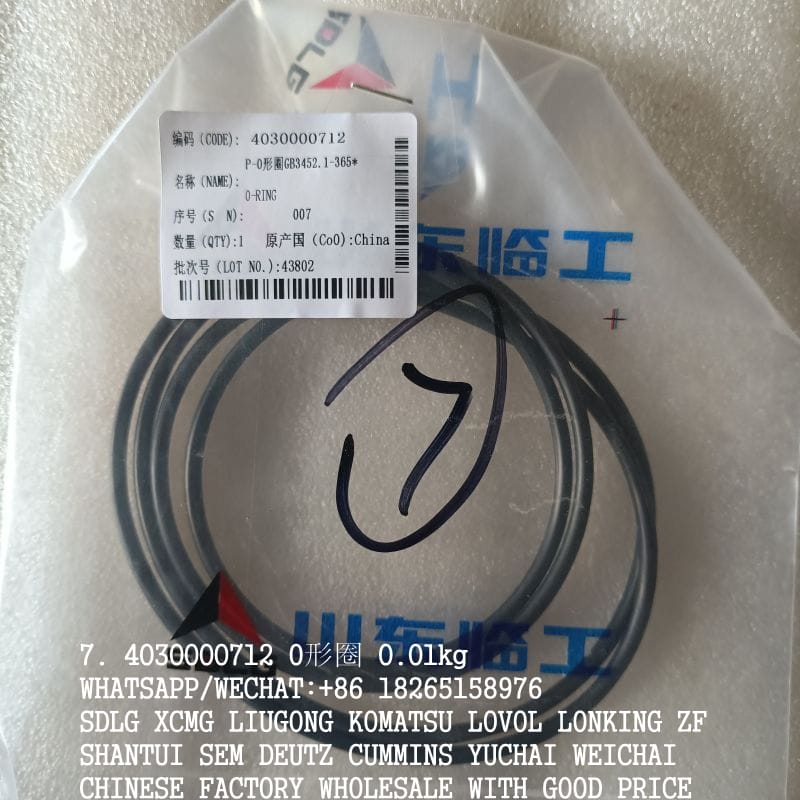 SDLG
山东临工
编码(CODE): 4030000712
P-O形圈GB3452.1-365*
名称(NAME):
O-RING
序号(S N): 007
数量(QTY):1 原产国(CoO):China
批次号(LOT NO.):43802
7
山东临工
7. 4030000712 O形圈 0.01kg
WHATSAPP/WECHAT:+86 18265158976
SDLG XCMG LIUGONG KOMATSU LOVOL LONKING ZF
SHANTUI SEM DEUTZ CUMMINS YUCHAI WEICHAI
CHINESE FACTORY WHOLESALE WITH GOOD PRICE